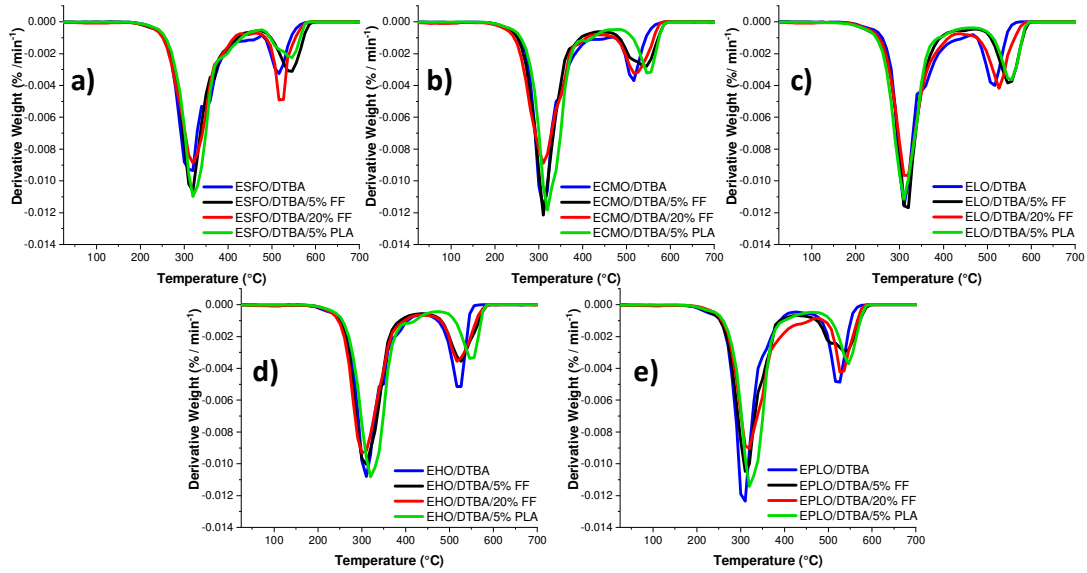 a)
Derivative Weight (% /min⁻¹)
0.000
-0.002
-0.004
-0.006
-0.008
-0.010
-0.012
-0.014
ESFO/DTBA
ESFO/DTBA/5% FF
ESFO/DTBA/20% FF
ESFO/DTBA/5% PLA
100 200 300 400 500 600 700
Temperature (°C)
b)
Derivative Weight (%/ min⁻¹)
0.000
-0.002
-0.004
-0.006
-0.008
-0.010
-0.012
-0.014
ECMO/DTBA
ECMO/DTBA/5% FF
ECMO/DTBA/20% FF
ECMO/DTBA/5% PLA
100 200 300 400 500 600 700
Temperature (°C)
c)
Derivative Weight (%/ min⁻¹)
0.000
-0.002
-0.004
-0.006
-0.008
-0.010
-0.012
-0.014
ELO/DTBA
ELO/DTBA/5% FF
ELO/DTBA/20% FF
ELO/DTBA/5% PLA
100 200 300 400 500 600 700
Temperature (°C)
d)
Derivative Weight (% / min⁻¹)
0.000
-0.002
-0.004
-0.006
-0.008
-0.010
-0.012
-0.014
EHO/DTBA
EHO/DTBA/5% FF
EHO/DTBA/20% FF
EHO/DTBA/5% PLA
100 200 300 400 500 600 700
Temperature (°C)
e)
Derivative Weight (% / min⁻¹)
0.000
-0.002
-0.004
-0.006
-0.008
-0.010
-0.012
-0.014
EPLO/DTBA
EPLO/DTBA/5% FF
EPLO/DTBA/20% FF
EPLO/DTBA/5% PLA
100 200 300 400 500 600 700
Temperature (°C)